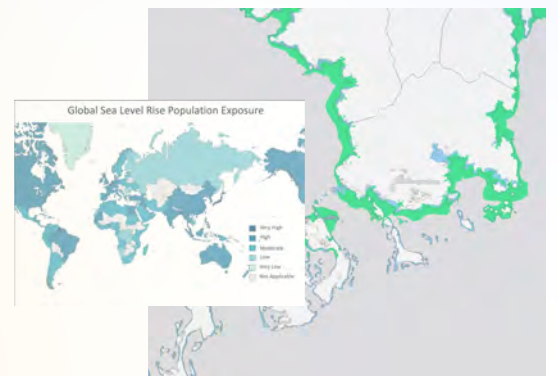 Global Sea Level Rise Population Exposure
Very High
High
Moderate
Low
Very Low
Not Applicable